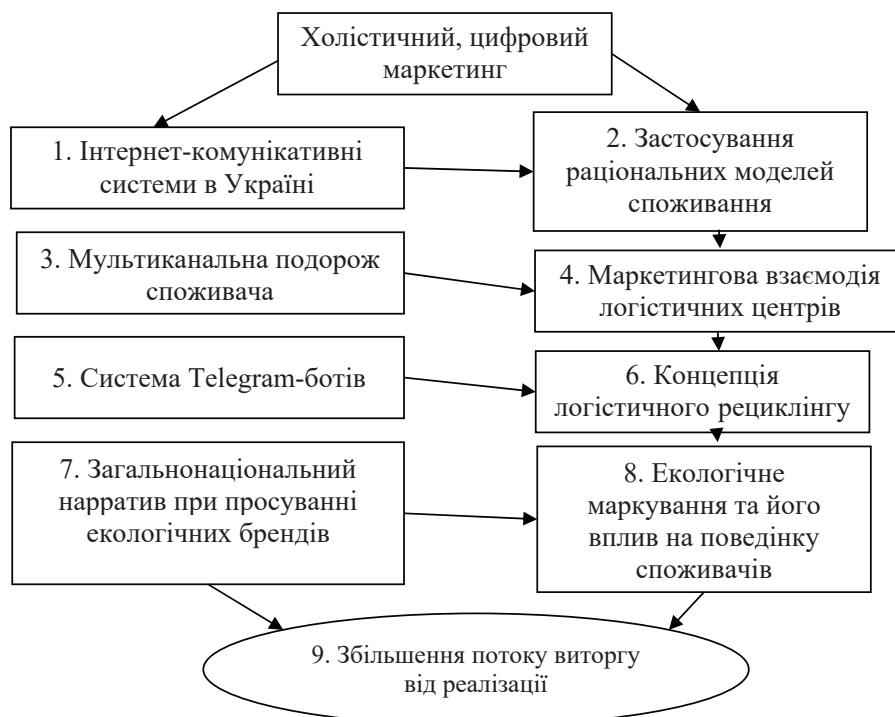 Холістичний, цифровий
маркетинг
1. Інтернет-комунікативні
системи в Україні
2. Застосування
раціональних моделей
споживання
3. Мультиканальна подорож
споживача
4. Маркетингова взаємодія
логістичних центрів
5. Система Telegram-ботів
6. Концепція
логістичного рециклінгу
7. Загальнонаціональний
нарратив при просуванні
екологічних брендів
8. Екологічне
маркування та його
вплив на поведінку
споживачів
9. Збільшення потоку виторгу
від реалізації